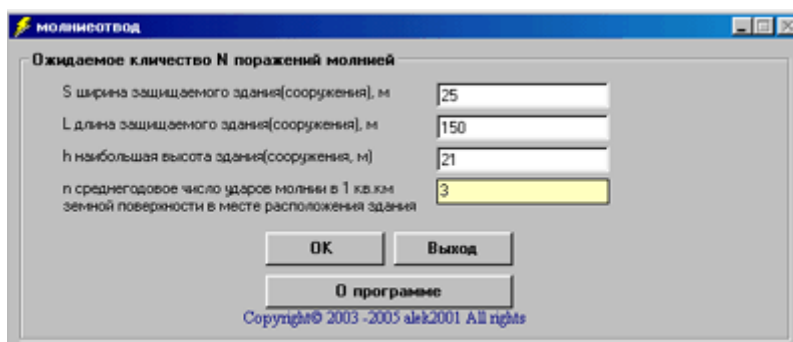 молниеотвод
Ожидаемое кличество N поражений молнией
S ширина защищаемого здания(сооружения), м
25
L длина защищаемого здания(сооружения), м
150
h наибольшая высота здания(сооружения, м)
21
n среднегодовое число ударов молнии в 1 кв.км
земной поверхности в месте расположения здания
3
OK
Выход
О программе
Copyright© 2003 -2005 alek2001 All rights